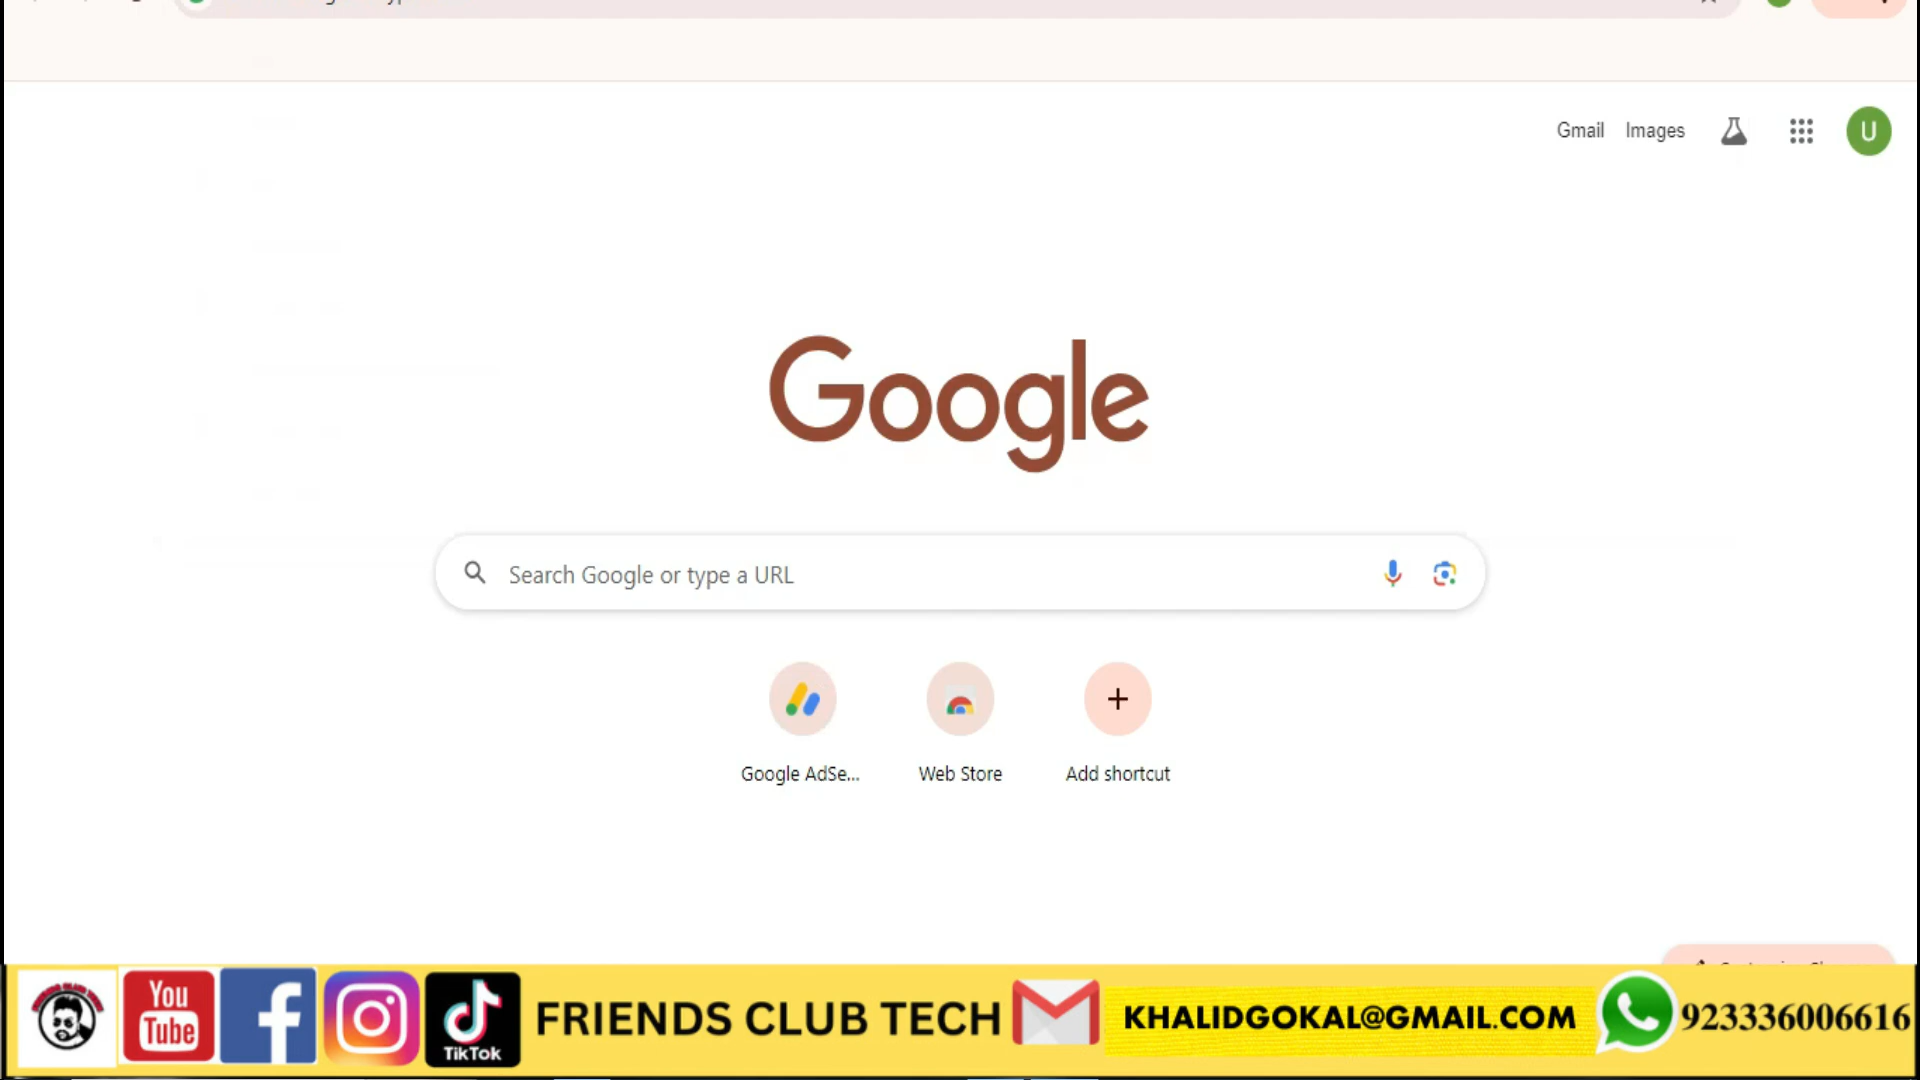 Gmail Images
U
Google
Search Google or type a URL
Google AdSe...
Web Store
Add shortcut
You
Tube
TikTok
FRIENDS CLUB TECH
KHALIDGOKAL@GMAIL.COM
923336006616